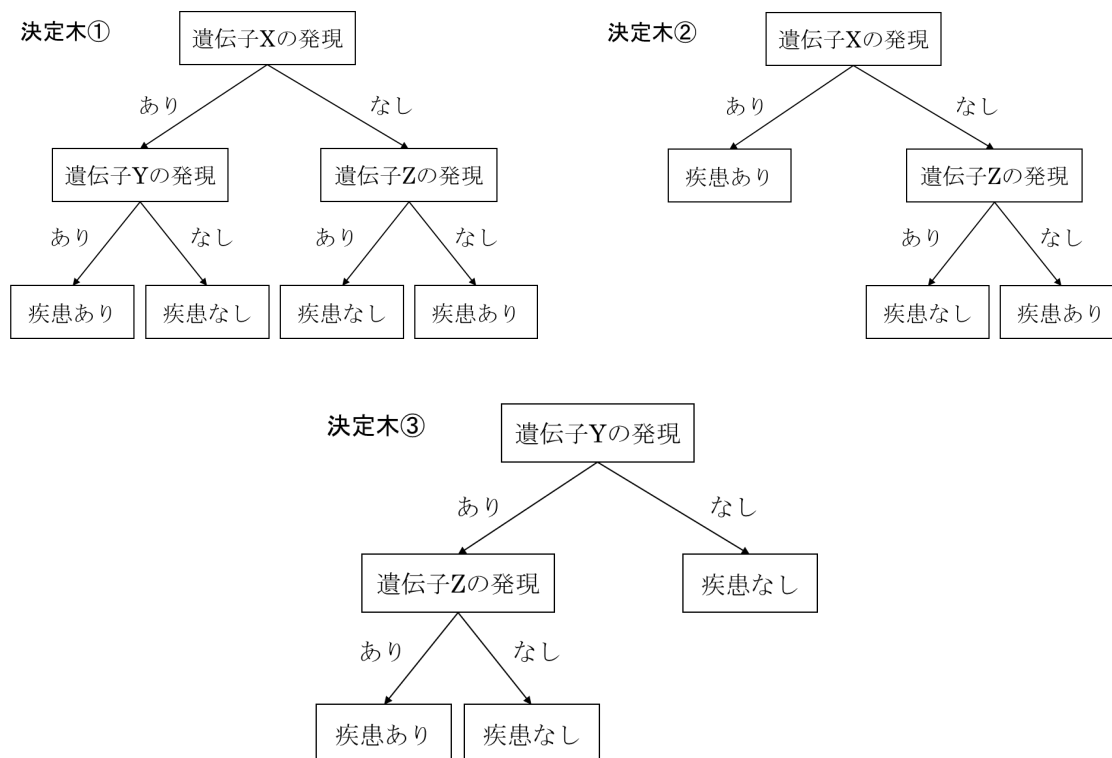 決定木①
遺伝子Xの発現
あり
なし
遺伝子Yの発現
遺伝子Zの発現
あり
なし
あり
なし
疾患あり
疾患なし
疾患なし
疾患あり
決定木②
遺伝子Xの発現
あり
なし
疾患あり
遺伝子Zの発現
あり
なし
疾患なし
疾患あり
決定木③
遺伝子Yの発現
あり
なし
遺伝子Zの発現
疾患なし
あり
なし
疾患あり
疾患なし